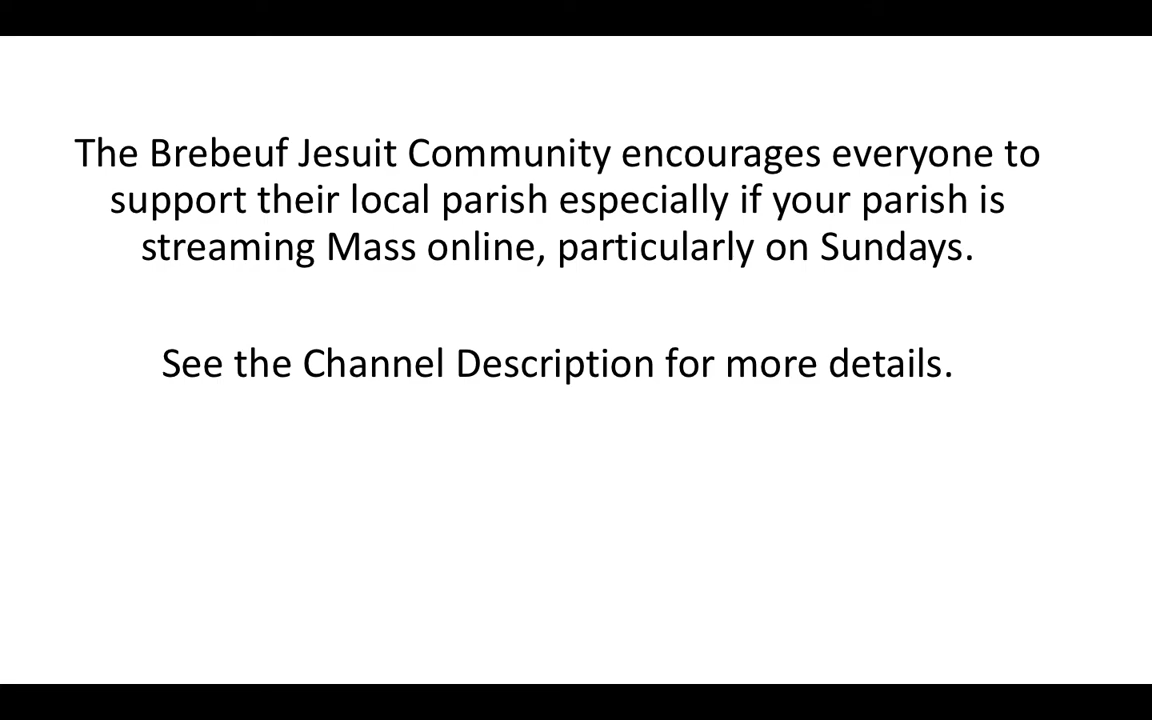 The Brebeuf Jesuit Community encourages everyone to
support their local parish especially if your parish is
streaming Mass online, particularly on Sundays.
See the Channel Description for more details.